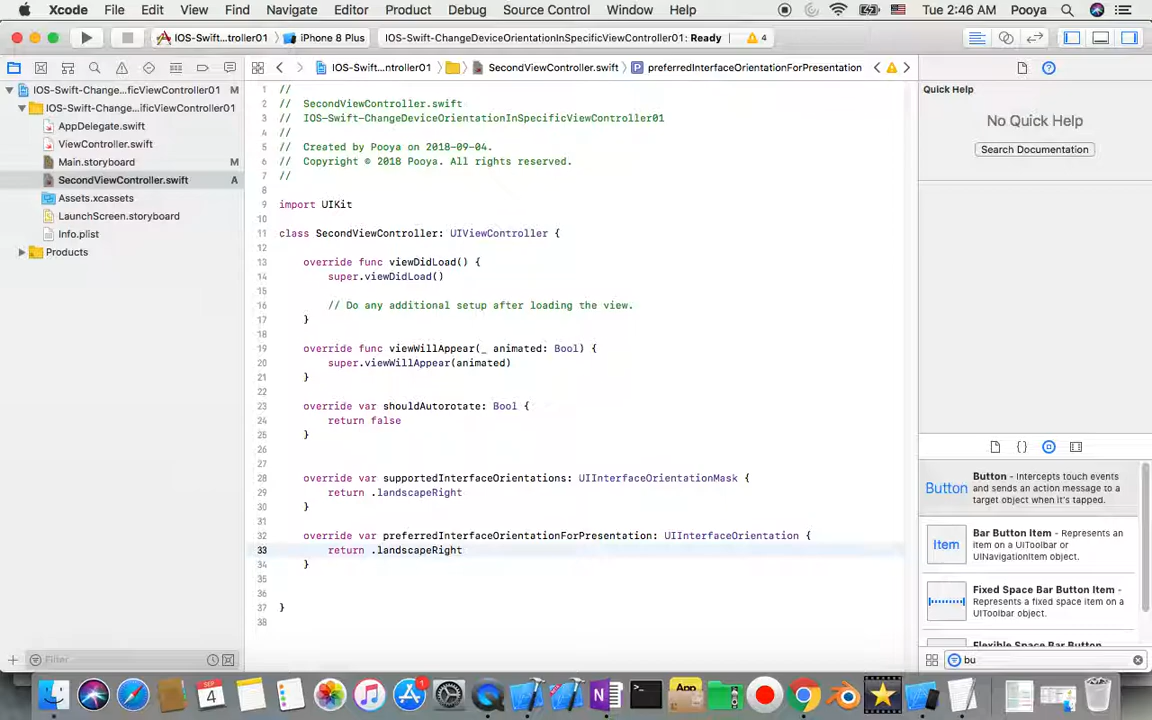 Xcode File Edit View Find Navigate Editor Product Debug Source Control Window Help Tue 2:46 AM Pooya
IOS-Swift...troller01 iPhone 8 Plus IOS-Swift-ChangeDeviceOrientationInSpecificViewController01: Ready 4
IOS-Swift...ntroller01 SecondViewController.swift P preferredInterfaceOrientationForPresentation
IOS-Swift-Change...ficViewController01 M
IOS-Swift-Change...ificViewController01
AppDelegate.swift
ViewController.swift
Main.storyboard M
SecondViewController.swift A
Assets.xcassets
LaunchScreen.storyboard
Info.plist
Products
Filter
1 //
2 // SecondViewController.swift
3 // IOS-Swift-ChangeDeviceOrientationInSpecificViewController01
4 //
5 // Created by Pooya on 2018-09-04.
6 // Copyright © 2018 Pooya. All rights reserved.
7 //
8
9 import UIKit
10
11 class SecondViewController: UIViewController {
12
13 override func viewDidLoad() {
14 super.viewDidLoad()
15
16 // Do any additional setup after loading the view.
17 }
18
19 override func viewWillAppear(_ animated: Bool) {
20 super.viewWillAppear(animated)
21 }
22
23 override var shouldAutorotate: Bool {
24 return false
25 }
26
27
28 override var supportedInterfaceOrientations: UIInterfaceOrientationMask {
29 return .landscapeRight
30 }
31
32 override var preferredInterfaceOrientationForPresentation: UIInterfaceOrientation {
33 return .landscapeRight
34 }
35
36
37 }
38
Quick Help
No Quick Help
Search Documentation
{}
Button
Button - Intercepts touch events
and sends an action message to a
target object when it's tapped.
Item
Bar Button Item - Represents an
item on a UIToolbar or
UINavigationItem object.
Fixed Space Bar Button Item -
Represents a fixed space item on a
UIToolbar object.
Flexible Space Bar Button
bu
SEP
4
1
App